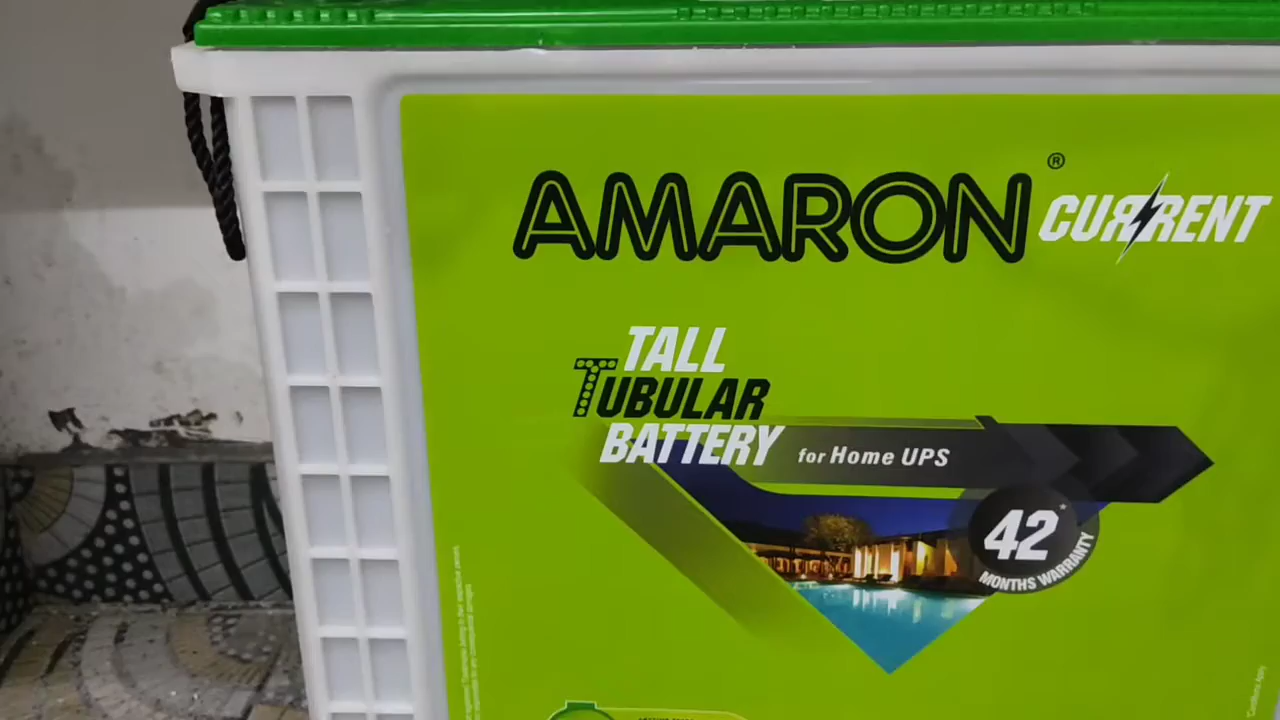 AMARON® CURRENT
TALL
TUBULAR
BATTERY for Home UPS
42*
MONTHS WARRANTY